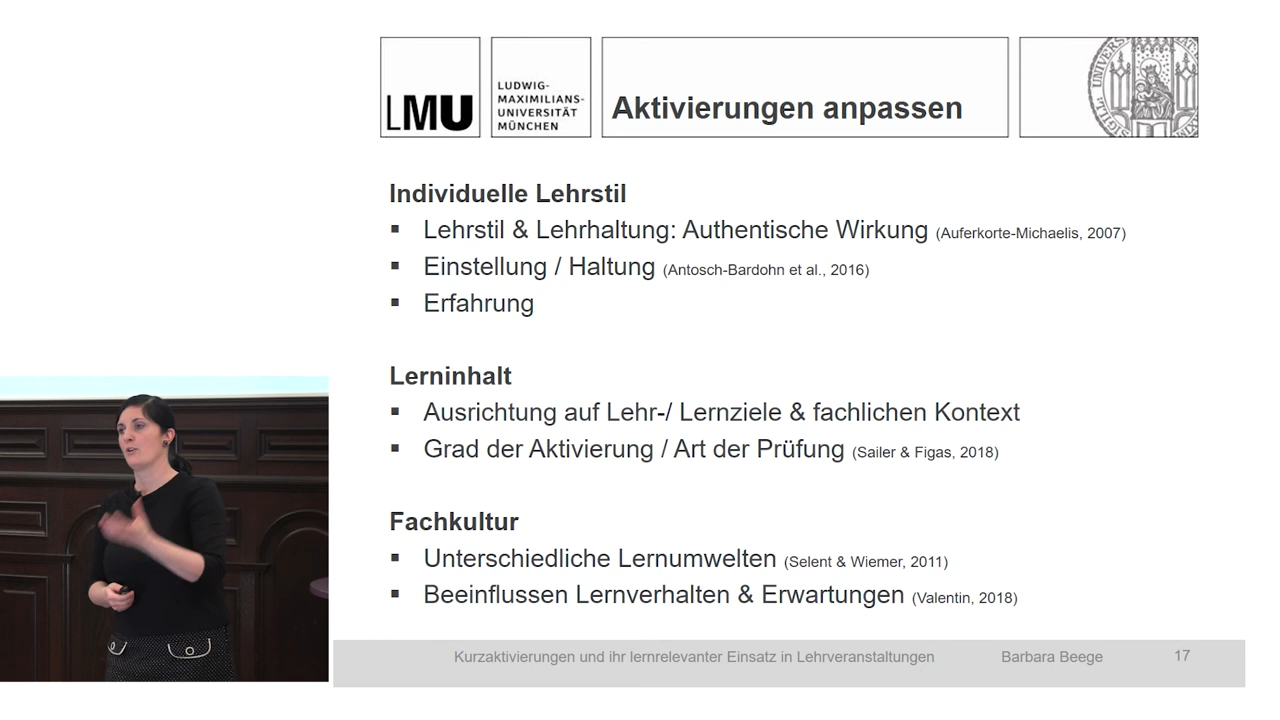 LMU
LUDWIG-
MAXIMILIANS-
UNIVERSITÄT
MÜNCHEN
Aktivierungen anpassen
Individuelle Lehrstil
▪ Lehrstil & Lehrhaltung: Authentische Wirkung (Auferkorte-Michaelis, 2007)
▪ Einstellung / Haltung (Antosch-Bardohn et al., 2016)
▪ Erfahrung
Lerninhalt
▪ Ausrichtung auf Lehr-/ Lernziele & fachlichen Kontext
▪ Grad der Aktivierung / Art der Prüfung (Sailer & Figas, 2018)
Fachkultur
▪ Unterschiedliche Lernumwelten (Selent & Wiemer, 2011)
▪ Beeinflussen Lernverhalten & Erwartungen (Valentin, 2018)
Kurzaktivierungen und ihr lernrelevanter Einsatz in Lehrveranstaltungen Barbara Beege 17